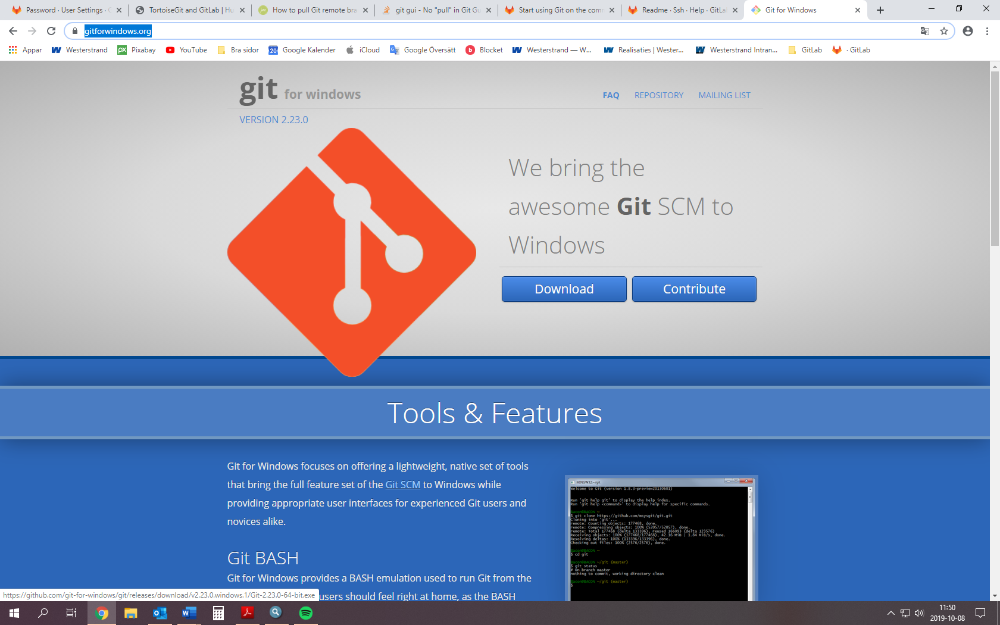 Password · User Settings ·
TortoiseGit and GitLab | Hu
How to pull Git remote bra
git gui - No "pull" in Git Gu
Start using Git on the comm
Readme · Ssh · Help · GitLab
Git for Windows
gitforwindows.org
Appar
Westerstrand
Pixabay
YouTube
Bra sidor
20
Google Kalender
iCloud
Google Översätt
Blocket
Westerstrand — W...
Realisaties | Wester...
Westerstrand Intran...
GitLab
· GitLab
git for windows
FAQ
REPOSITORY
MAILING LIST
VERSION 2.23.0
We bring the
awesome Git SCM to
Windows
Download
Contribute
Tools & Features
Git for Windows focuses on offering a lightweight, native set of tools
that bring the full feature set of the Git SCM to Windows while
providing appropriate user interfaces for experienced Git users and
novices alike.
Git BASH
Git for Windows provides a BASH emulation used to run Git from the
users should feel right at home, as the BASH
MINGW32:~/git
Welcome to Git (version 1.8.3-preview20130601)
Run 'git help git' to display the help index.
Run 'git help <command>' to display help for specific commands.
Bacon@BACON ~
$ git clone https://github.com/msysgit/git.git
Cloning into 'git'...
remote: Counting objects: 177468, done.
remote: Compressing objects: 100% (52057/52057), done.
remote: Total 177468 (delta 133396), reused 166093 (delta 123576)
Receiving objects: 100% (177468/177468), 42.16 MiB | 1.84 MiB/s, done.
Resolving deltas: 100% (133396/133396), done.
Checking out files: 100% (2576/2576), done.
Bacon@BACON ~
$ cd git
Bacon@BACON ~/git (master)
$ git status
# On branch master
nothing to commit, working directory clean
Bacon@BACON ~/git (master)
$
https://github.com/git-for-windows/git/releases/download/v2.23.0.windows.1/Git-2.23.0-64-bit.exe
11:50
2019-10-08